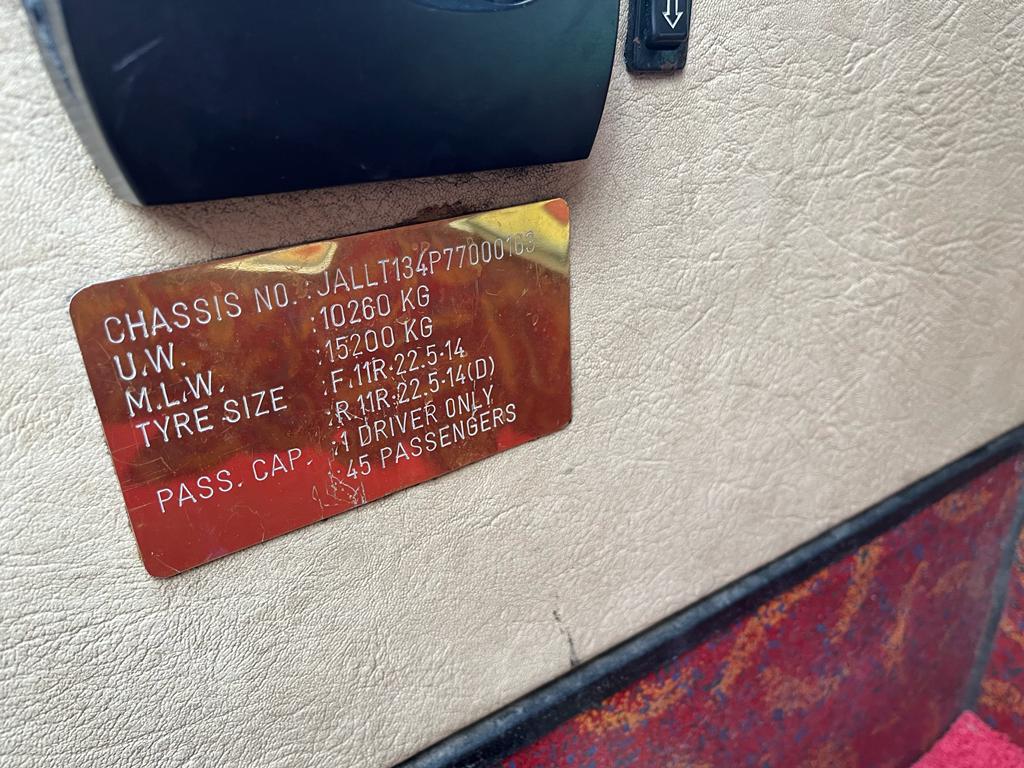 CHASSIS NO. : JALLT134P77000103
U.W. : 10260 KG
M.L.W. : 15200 KG
TYRE SIZE : F.11R-22.5-14
: R.11R-22.5-14(D)
PASS. CAP. : 1 DRIVER ONLY
: 45 PASSENGERS